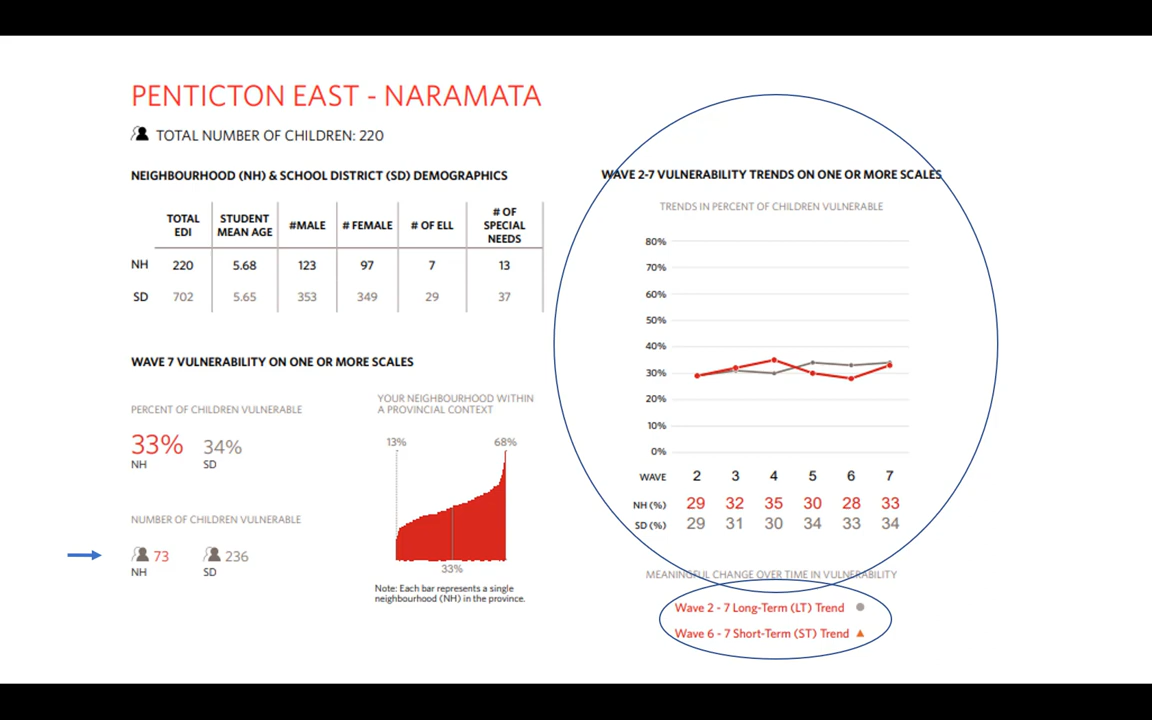 PENTICTON EAST - NARAMATA
TOTAL NUMBER OF CHILDREN: 220
NEIGHBOURHOOD (NH) & SCHOOL DISTRICT (SD) DEMOGRAPHICS
TOTAL EDI STUDENT MEAN AGE #MALE # FEMALE # OF ELL # OF SPECIAL NEEDS
NH 220 5.68 123 97 7 13
SD 702 5.65 353 349 29 37
WAVE 7 VULNERABILITY ON ONE OR MORE SCALES
PERCENT OF CHILDREN VULNERABLE
33% 34%
NH SD
NUMBER OF CHILDREN VULNERABLE
73 236
NH SD
YOUR NEIGHBOURHOOD WITHIN
A PROVINCIAL CONTEXT
13% 68%
33%
Note: Each bar represents a single
neighbourhood (NH) in the province.
WAVE 2-7 VULNERABILITY TRENDS ON ONE OR MORE SCALES
TRENDS IN PERCENT OF CHILDREN VULNERABLE
80%
70%
60%
50%
40%
30%
20%
10%
0%
WAVE 2 3 4 5 6 7
NH (%) 29 32 35 30 28 33
SD (%) 29 31 30 34 33 34
MEANINGFUL CHANGE OVER TIME IN VULNERABILITY
Wave 2 - 7 Long-Term (LT) Trend
Wave 6 - 7 Short-Term (ST) Trend